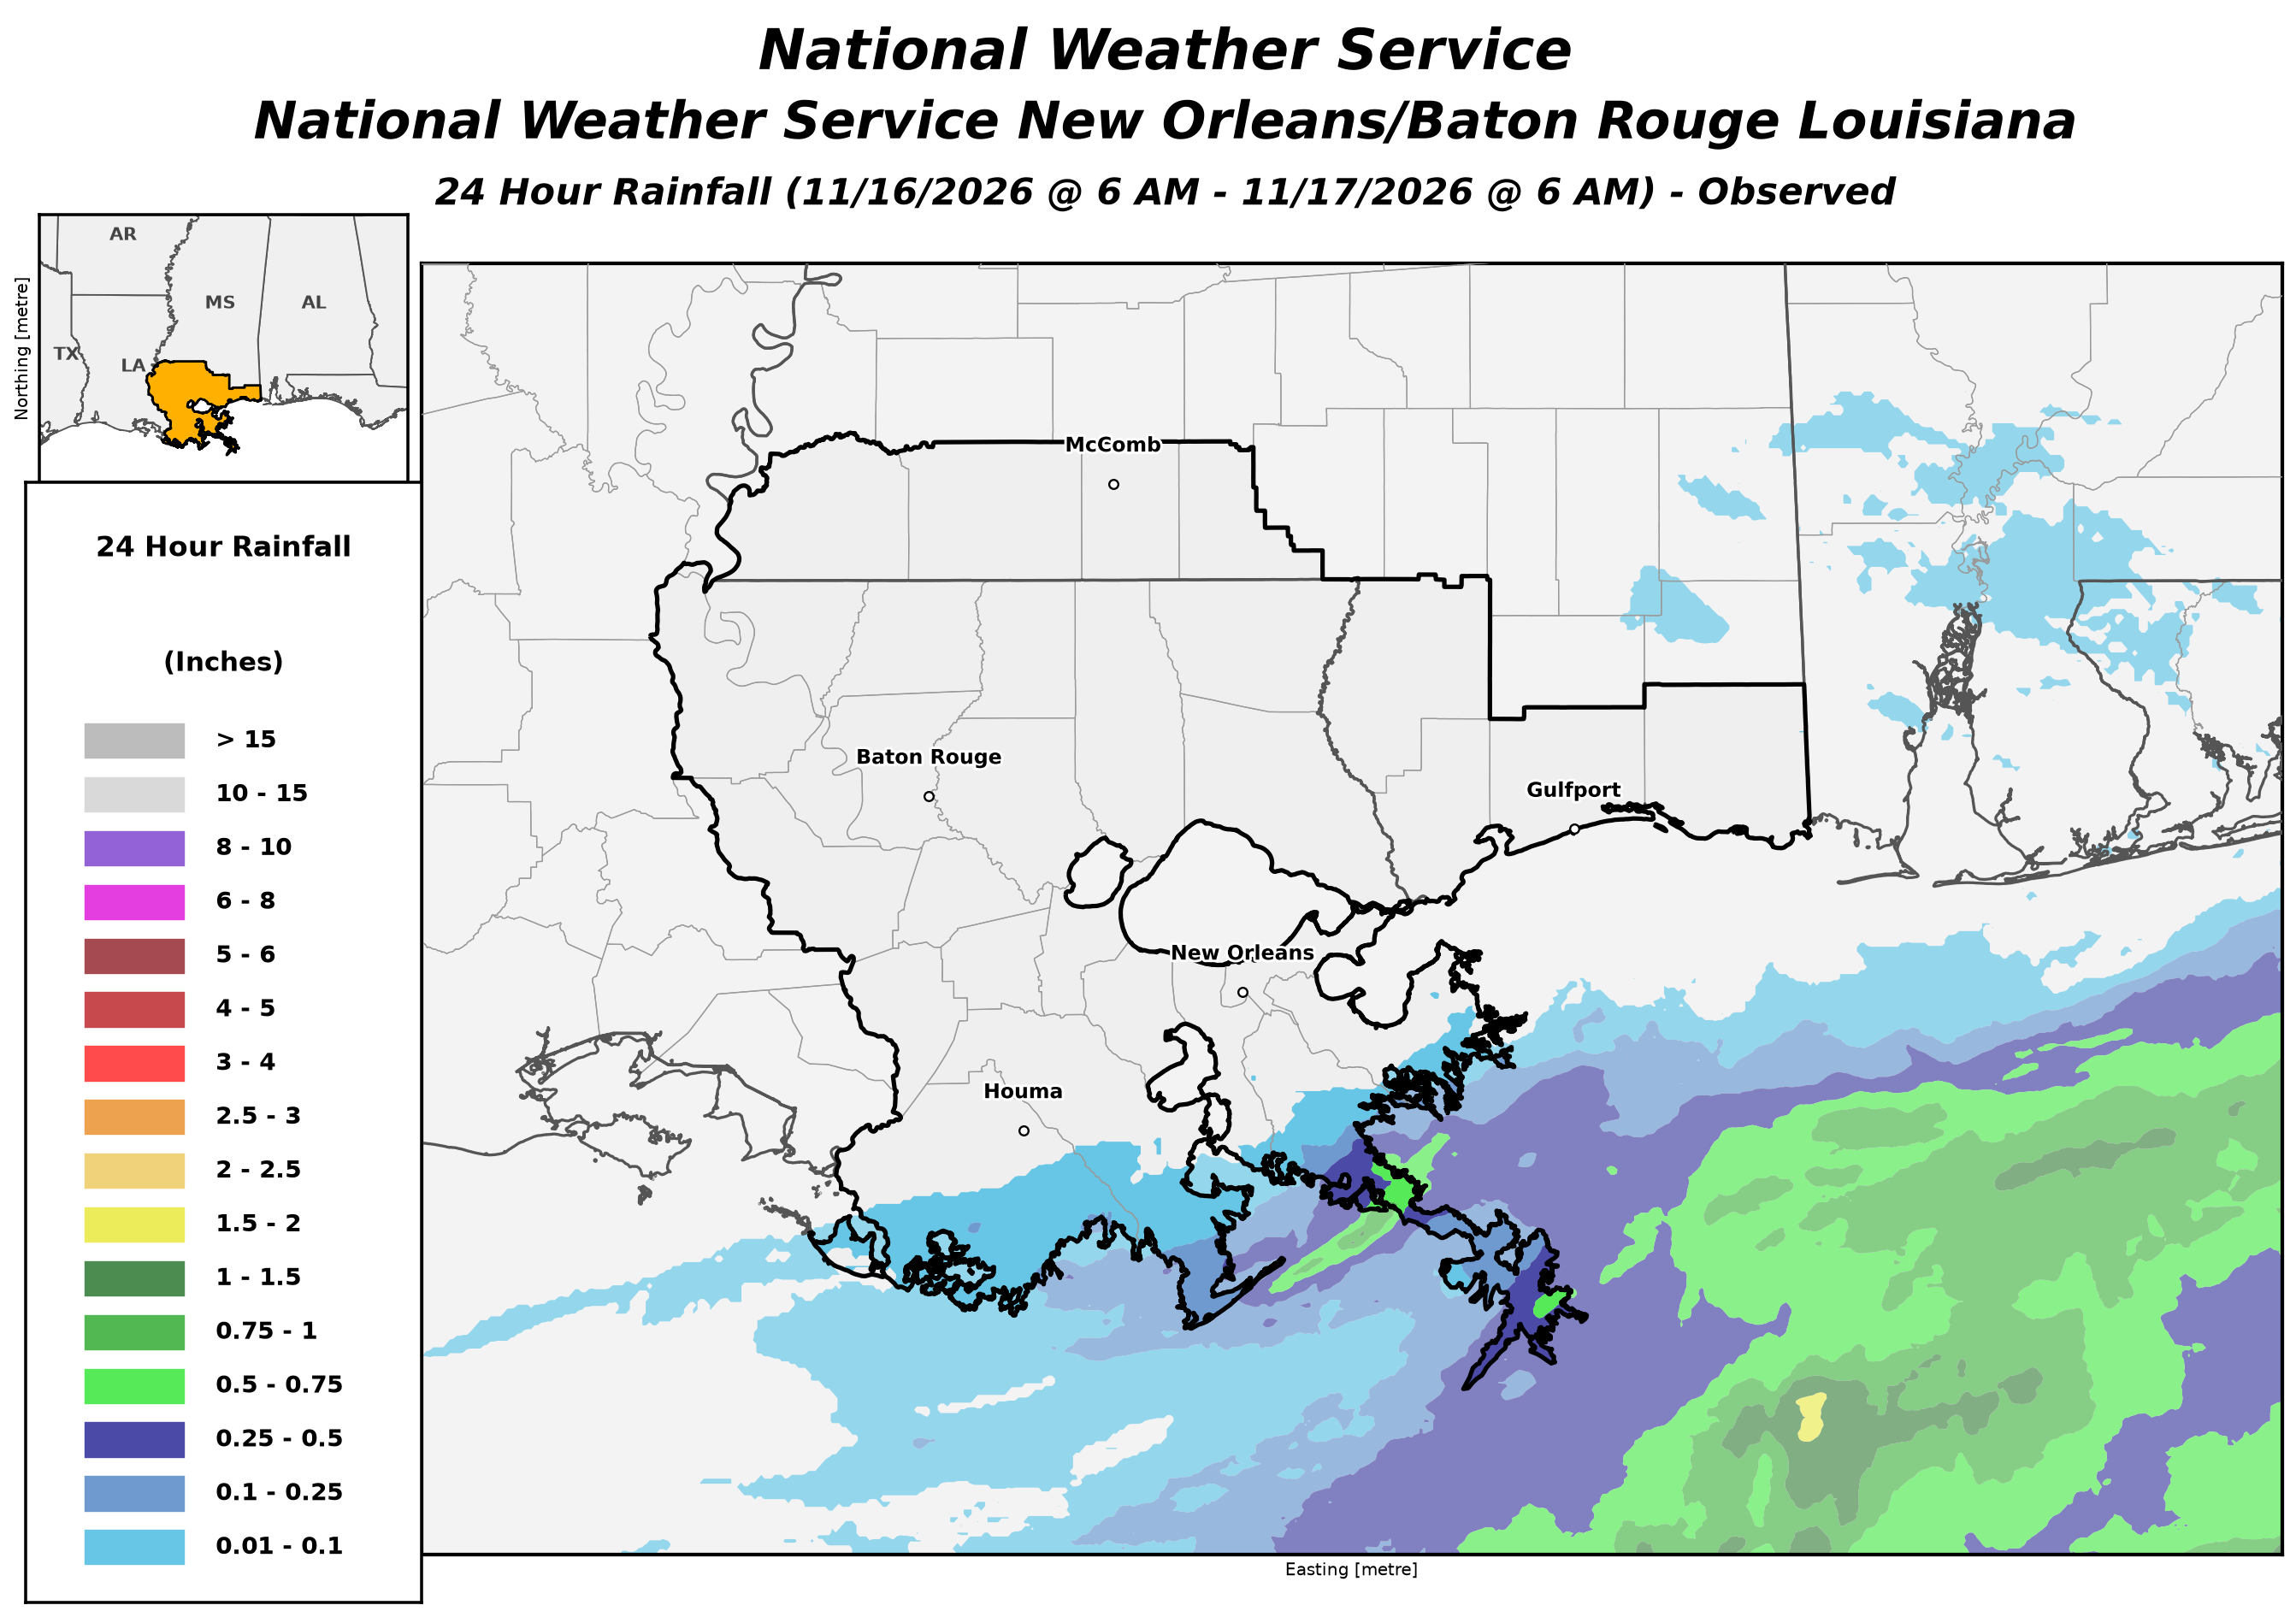 National Weather Service
National Weather Service New Orleans/Baton Rouge Louisiana
24 Hour Rainfall (11/16/2026 @ 6 AM - 11/17/2026 @ 6 AM) - Observed
AR
MS
AL
TX
LA
Northing [metre]
24 Hour Rainfall
(Inches)
> 15
10 - 15
8 - 10
6 - 8
5 - 6
4 - 5
3 - 4
2.5 - 3
2 - 2.5
1.5 - 2
1 - 1.5
0.75 - 1
0.5 - 0.75
0.25 - 0.5
0.1 - 0.25
0.01 - 0.1
McComb
Baton Rouge
Gulfport
New Orleans
Houma
Easting [metre]